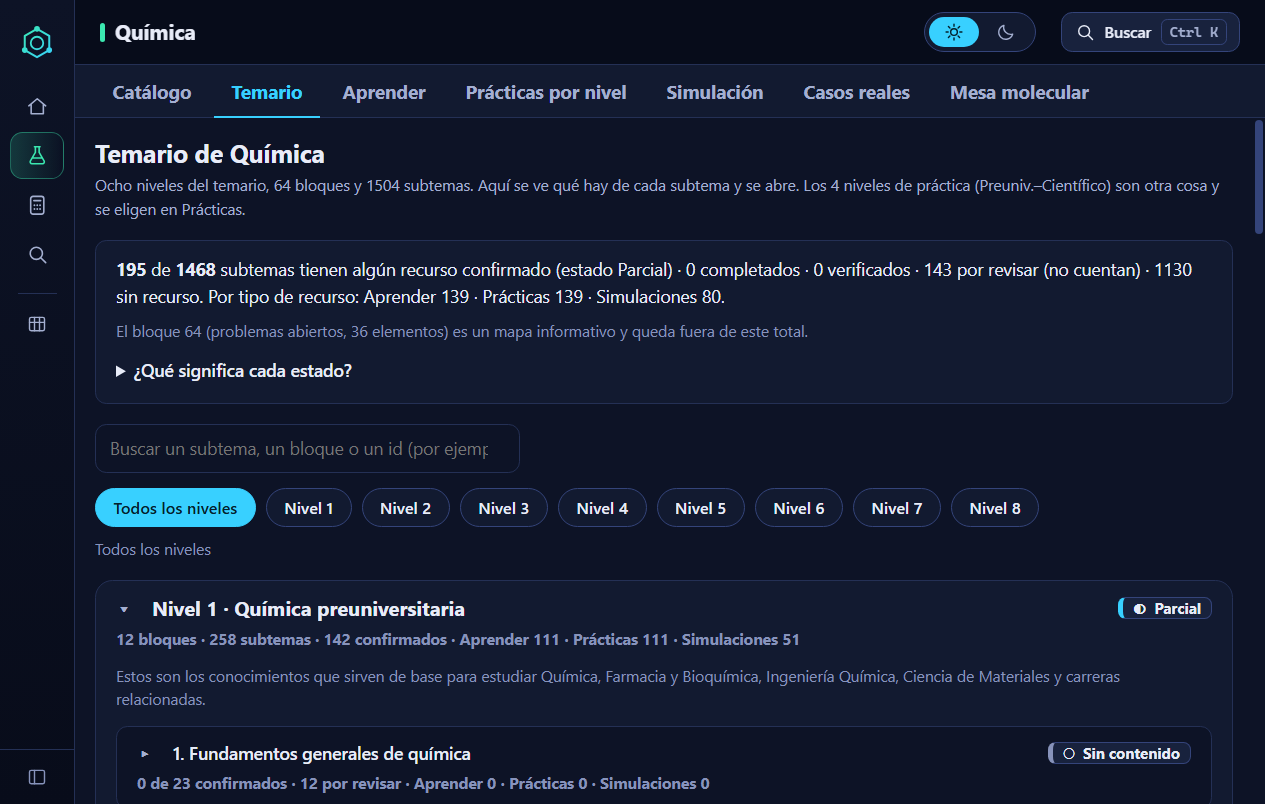 Química
Buscar Ctrl K
Catálogo Temario Aprender Prácticas por nivel Simulación Casos reales Mesa molecular
Temario de Química
Ocho niveles del temario, 64 bloques y 1504 subtemas. Aquí se ve qué hay de cada subtema y se abre. Los 4 niveles de práctica (Preuniv.–Científico) son otra cosa y
se eligen en Prácticas.
195 de 1468 subtemas tienen algún recurso confirmado (estado Parcial) · 0 completados · 0 verificados · 143 por revisar (no cuentan) · 1130
sin recurso. Por tipo de recurso: Aprender 139 · Prácticas 139 · Simulaciones 80.
El bloque 64 (problemas abiertos, 36 elementos) es un mapa informativo y queda fuera de este total.
¿Qué significa cada estado?
Buscar un subtema, un bloque o un id (por ejemp
Todos los niveles Nivel 1 Nivel 2 Nivel 3 Nivel 4 Nivel 5 Nivel 6 Nivel 7 Nivel 8
Todos los niveles
Nivel 1 · Química preuniversitaria Parcial
12 bloques · 258 subtemas · 142 confirmados · Aprender 111 · Prácticas 111 · Simulaciones 51
Estos son los conocimientos que sirven de base para estudiar Química, Farmacia y Bioquímica, Ingeniería Química, Ciencia de Materiales y carreras
relacionadas.
1. Fundamentos generales de química Sin contenido
0 de 23 confirmados · 12 por revisar · Aprender 0 · Prácticas 0 · Simulaciones 0